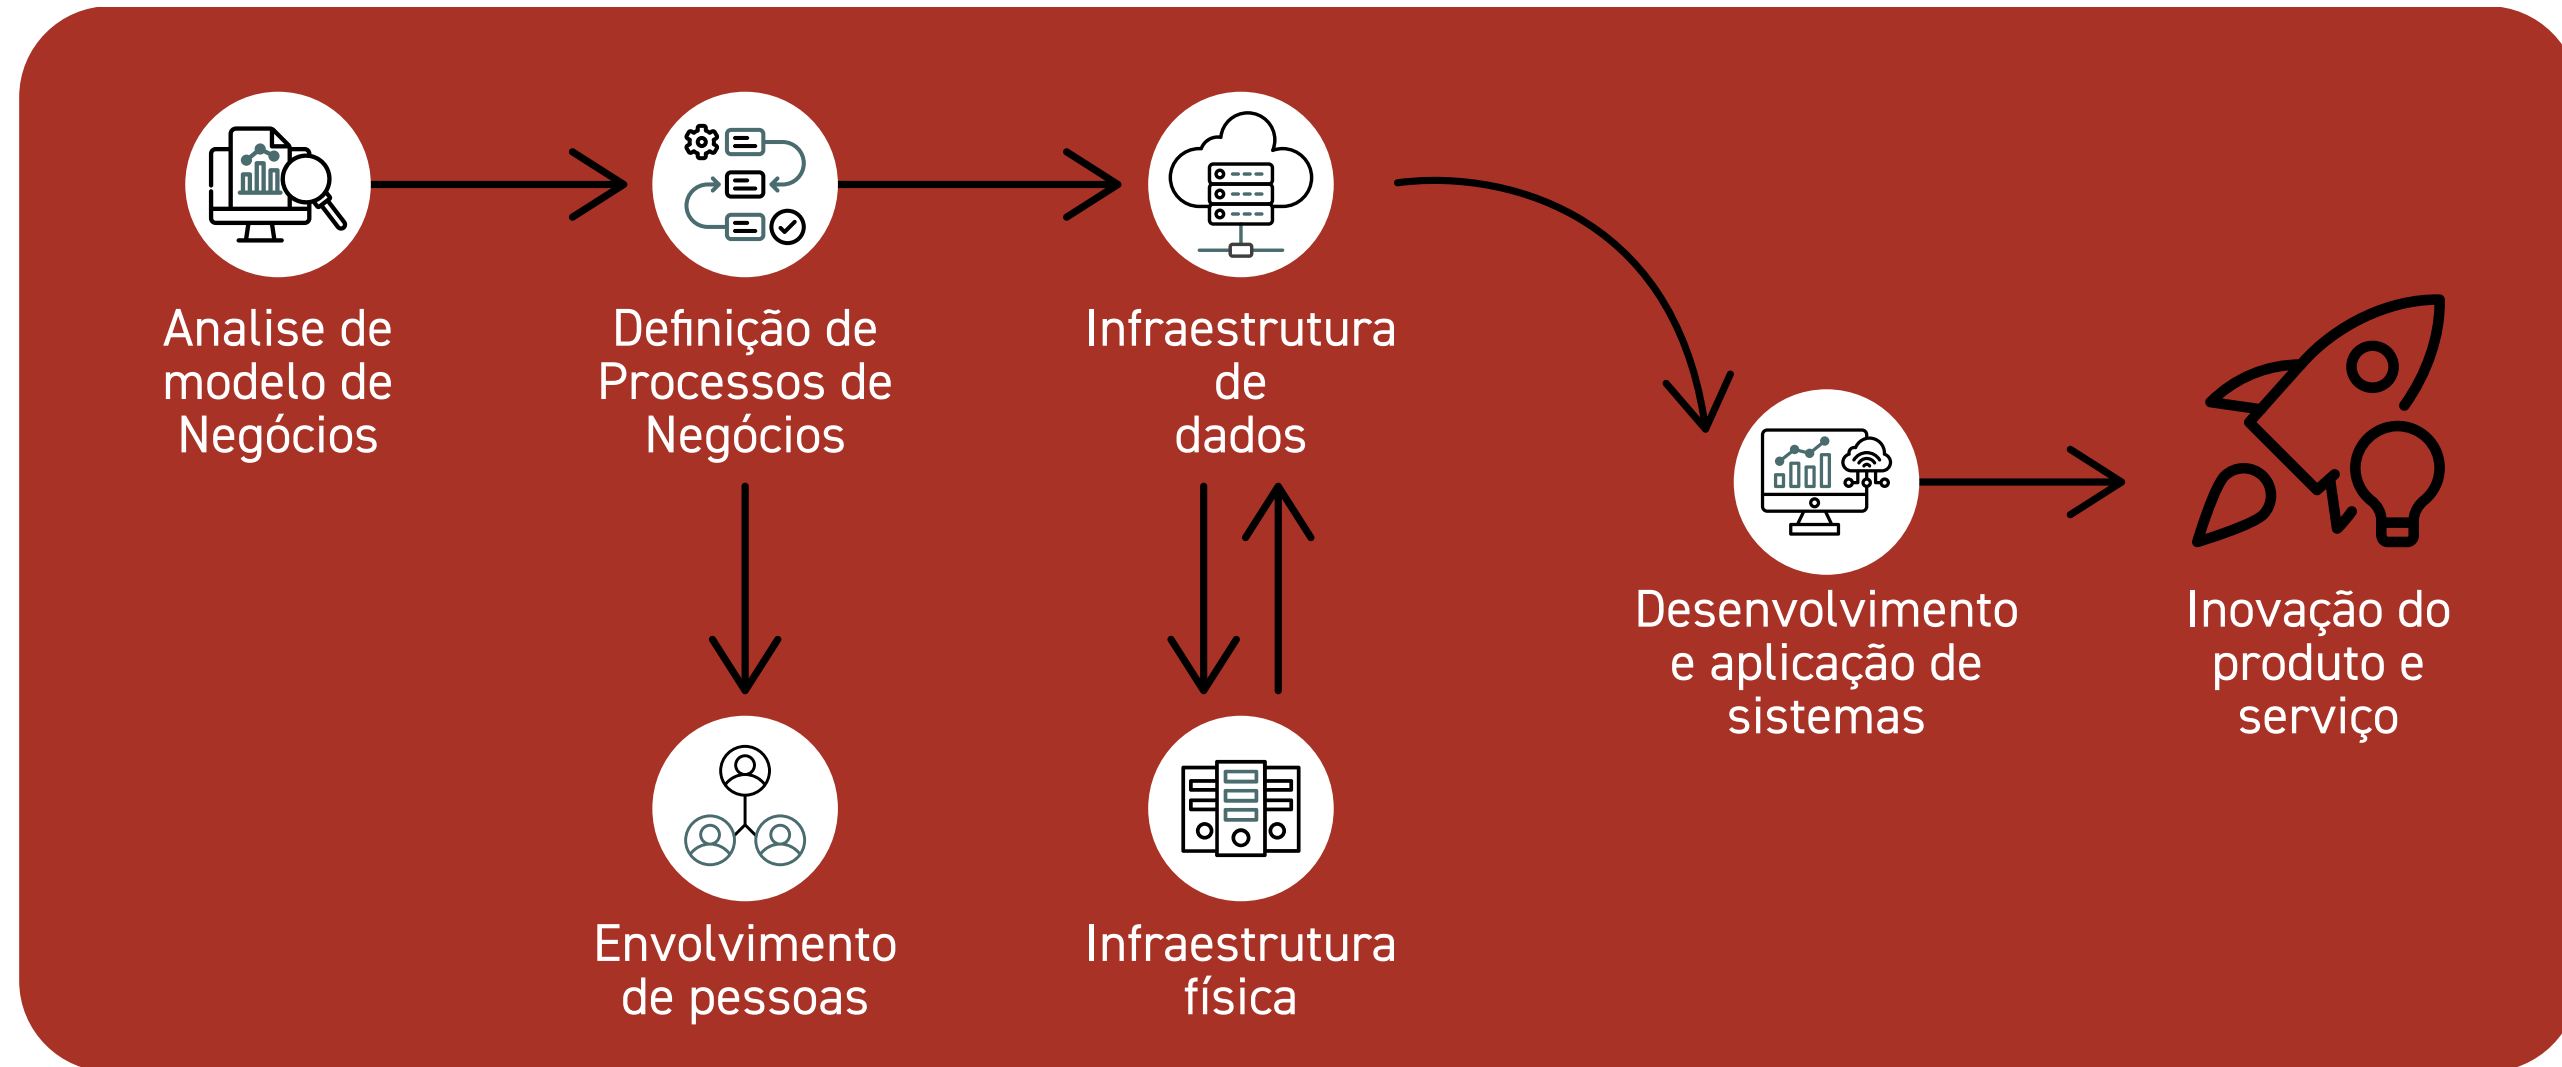 Analise de
modelo de
Negócios
Definição de
Processos de
Negócios
Infraestrutura
de
dados
Desenvolvimento
e aplicação de
sistemas
Inovação do
produto e
serviço
Envolvimento
de pessoas
Infraestrutura
física